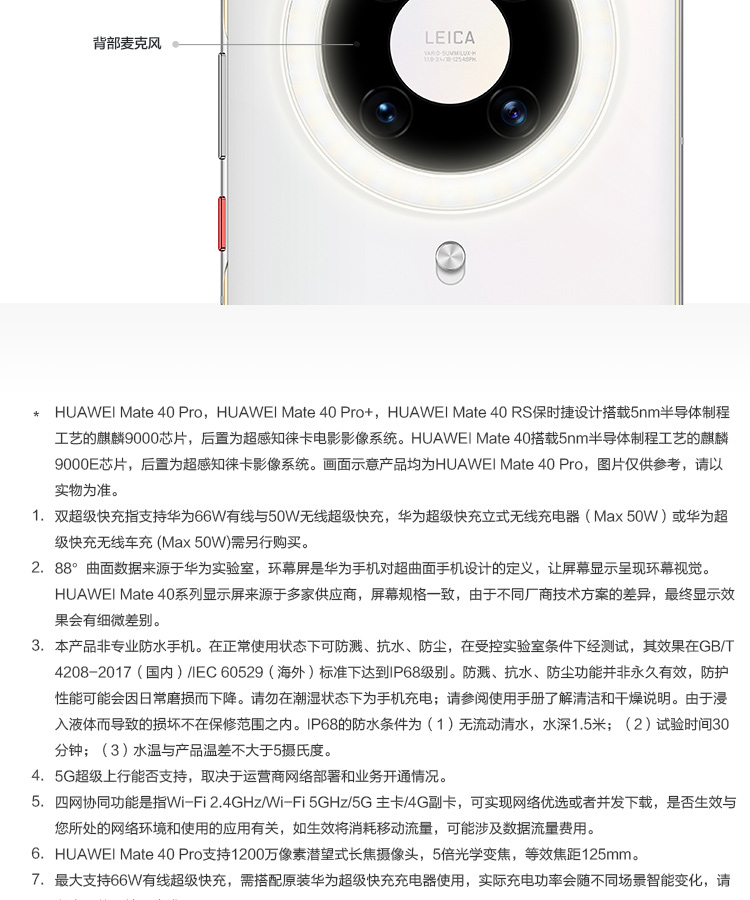 LEICA
背部麦克风
* HUAWEI Mate 40 Pro，HUAWEI Mate 40 Pro+，HUAWEI Mate 40 RS保时捷设计搭载5nm半导体制程
工艺的麒麟9000芯片，后置为超感知徕卡电影影像系统。HUAWEI Mate 40搭载5nm半导体制程工艺的麒麟
9000E芯片，后置为超感知徕卡影像系统。画面示意产品均为HUAWEI Mate 40 Pro，图片仅供参考，请以
实物为准。
1. 双超级快充指支持华为66W有线与50W无线超级快充，华为超级快充立式无线充电器（Max 50W）或华为超
级快充无线车充 (Max 50W)需另行购买。
2. 88°曲面数据来源于华为实验室，环幕屏是华为手机对超曲面手机设计的定义，让屏幕显示呈现环幕视觉。
HUAWEI Mate 40系列显示屏来源于多家供应商，屏幕规格一致，由于不同厂商技术方案的差异，最终显示效
果会有细微差别。
3. 本产品非专业防水手机。在正常使用状态下可防溅、抗水、防尘，在受控实验室条件下经测试，其效果在GB/T
4208-2017（国内）/IEC 60529（海外）标准下达到IP68级别。防溅、抗水、防尘功能并非永久有效，防护
性能可能会因日常磨损而下降。请勿在潮湿状态下为手机充电；请参阅使用手册了解清洁和干燥说明。由于浸
入液体而导致的损坏不在保修范围之内。IP68的防水条件为（1）无流动清水，水深1.5米；（2）试验时间30
分钟；（3）水温与产品温差不大于5摄氏度。
4. 5G超级上行能否支持，取决于运营商网络部署和业务开通情况。
5. 四网协同功能是指Wi-Fi 2.4GHz/Wi-Fi 5GHz/5G 主卡/4G副卡，可实现网络优选或者并发下载，是否生效与
您所处的网络环境和使用的应用有关，如生效将消耗移动流量，可能涉及数据流量费用。
6. HUAWEI Mate 40 Pro支持1200万像素潜望式长焦摄像头，5倍光学变焦，等效焦距125mm。
7. 最大支持66W有线超级快充，需搭配原装华为超级快充充电器使用，实际充电功率会随不同场景智能变化，请